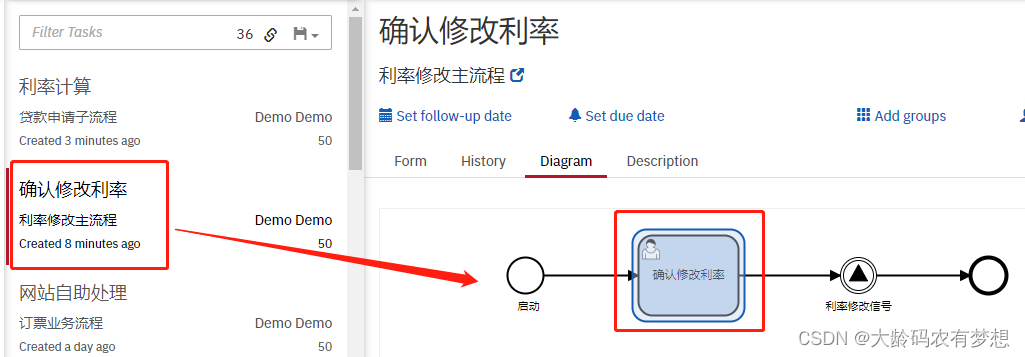 Filter Tasks 36
利率计算
贷款申请子流程 Demo Demo
Created 3 minutes ago 50
确认修改利率
利率修改主流程 Demo Demo
Created 8 minutes ago 50
网站自助处理
订票业务流程 Demo Demo
Created a day ago 50
确认修改利率
利率修改主流程
Set follow-up date Set due date Add groups
Form History Diagram Description
确认修改利率
启动 利率修改信号
CSDN @大龄码农有梦想